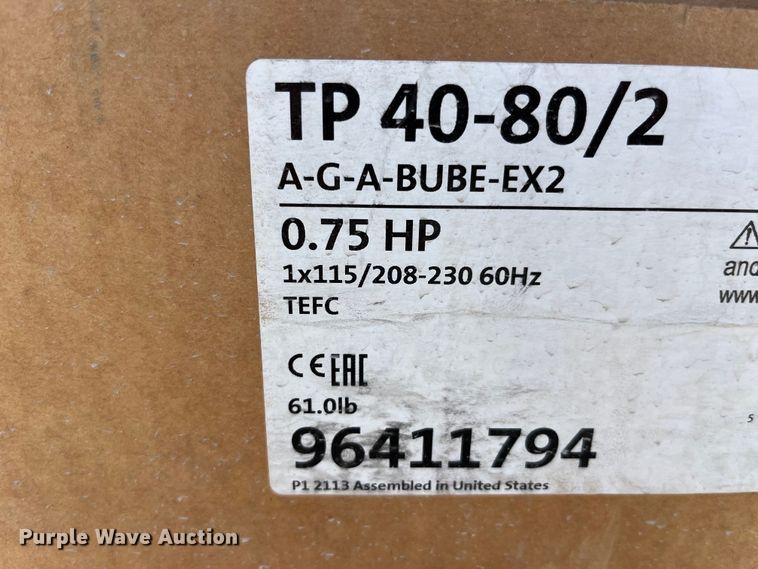 TP 40-80/2
A-G-A-BUBE-EX2
0.75 HP
1x115/208-230 60Hz
TEFC
and
www
CE EAC
61.0lb
5
96411794
P1 2113 Assembled in United States
Purple Wave Auction